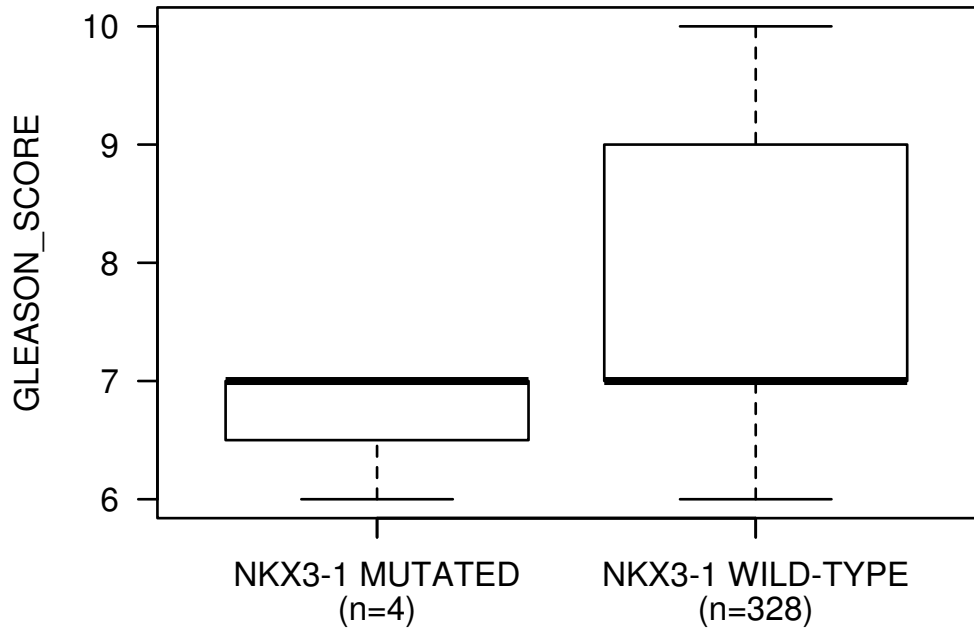 GLEASON_SCORE
10
9
8
7
6
NKX3-1 MUTATED
(n=4)
NKX3-1 WILD-TYPE
(n=328)